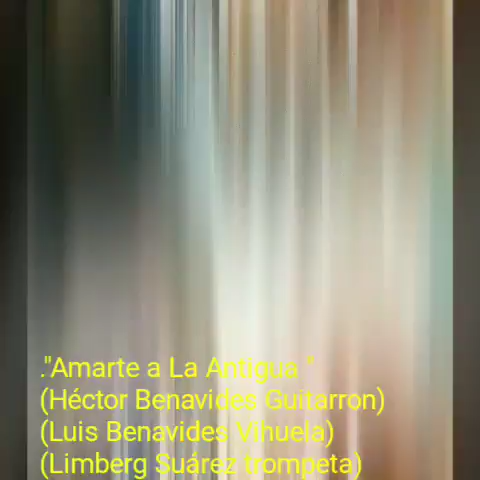 ."Amarte a La Antigua "
(Héctor Benavides Guitarron)
(Luis Benavides Vihuela)
(Limberg Suárez trompeta)